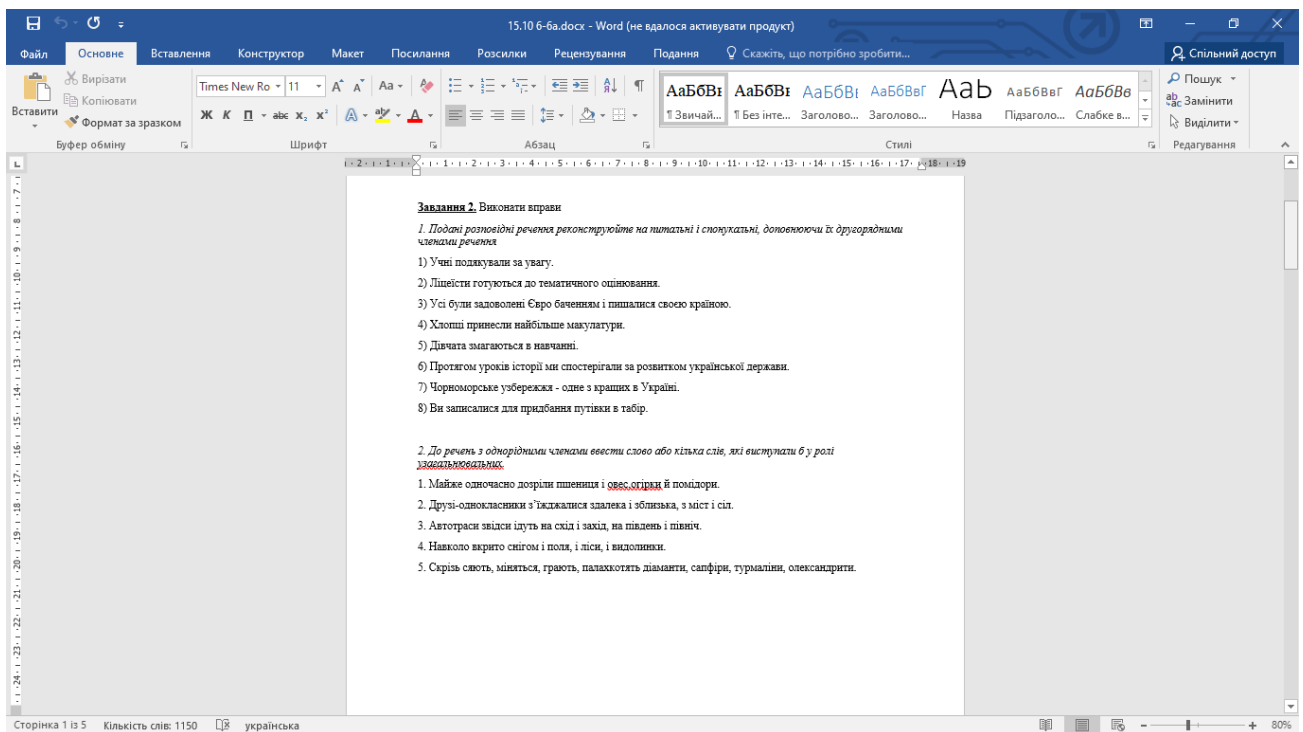 15.10 6-ба.docx - Word (не вдалося активувати продукт)
Файл Основне Вставлення Конструктор Макет Посилання Розсилки Рецензування Подання Скажіть, що потрібно зробити... Спільний доступ
Вставити
Вирізати
Копіювати
Формат за зразком
Буфер обміну
Times New Ro 11
Ж К П abc x₂ x²
Шрифт
Абзац
АаБбВг АаБбВг АаБбВг АаБбВвГ АаЬ АаБбВвГ АаБбВв
¶ Звичай... ¶ Без інте... Заголово... Заголово... Назва Підзаголо... Слабке в...
Стилі
Пошук
Замінити
Виділити
Редагування
Завдання 2. Виконати вправи
1. Подані розповідні речення реконструюйте на питальні і спонукальні, доповнюючи їх другорядними
членами речення
1) Учні подякували за увагу.
2) Ліцеїсти готуються до тематичного оцінювання.
3) Усі були задоволені Євро баченням і пишалися своєю країною.
4) Хлопці принесли найбільше макулатури.
5) Дівчата змагаються в навчанні.
6) Протягом уроків історії ми спостерігали за розвитком української держави.
7) Чорноморське узбережжя - одне з кращих в Україні.
8) Ви записалися для придбання путівки в табір.
2. До речень з однорідними членами ввести слово або кілька слів, які виступали б у ролі
узагальнювальних.
1. Майже одночасно дозріли пшениця і овес,огірки й помідори.
2. Друзі-однокласники з’їжджалися здалека і зблизька, з міст і сіл.
3. Автотраси звідси ідуть на схід і захід, на південь і північ.
4. Навколо вкрито снігом і поля, і ліси, і видолинки.
5. Скрізь сяють, міняться, грають, палахкотять діаманти, сапфіри, турмаліни, олександрити.
Сторінка 1 із 5 Кількість слів: 1150 українська 80%